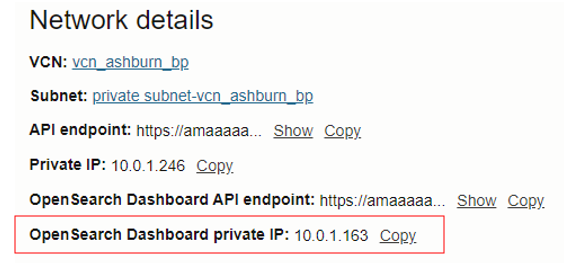 Network details
VCN: vcn_ashburn_bp
Subnet: private subnet-vcn_ashburn_bp
API endpoint: https://amaaaaa... Show Copy
Private IP: 10.0.1.246 Copy
OpenSearch Dashboard API endpoint: https://amaaaaa... Show Copy
OpenSearch Dashboard private IP: 10.0.1.163 Copy